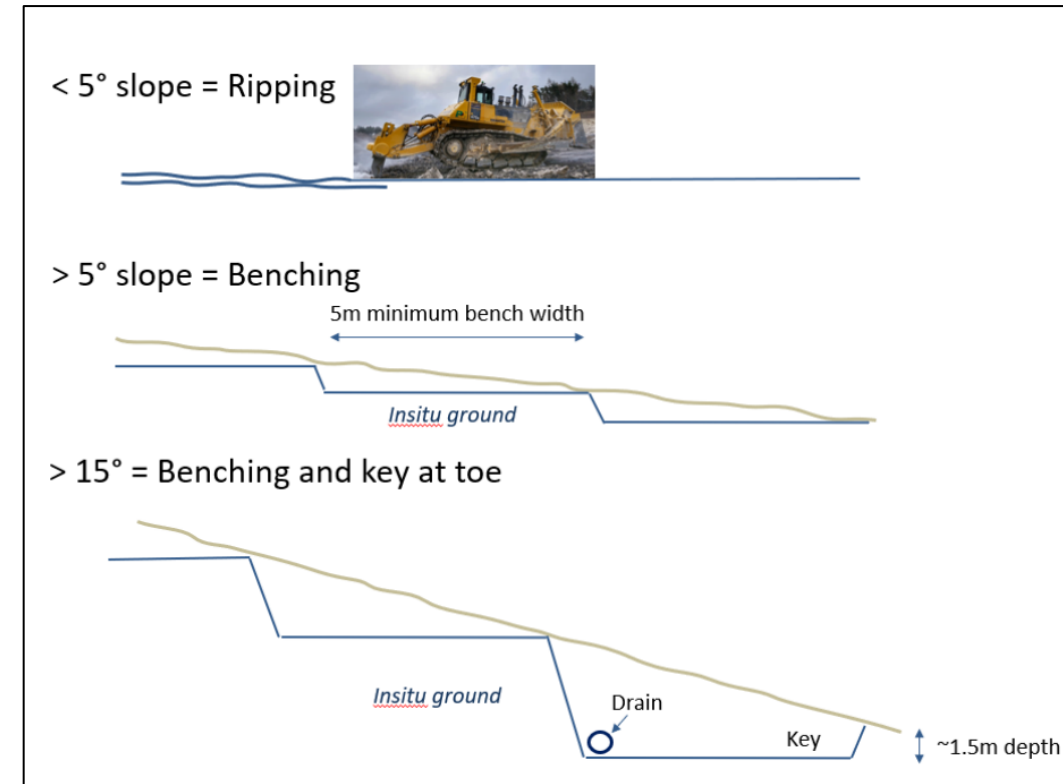 < 5° slope = Ripping
> 5° slope = Benching
5m minimum bench width
Insitu ground
> 15° = Benching and key at toe
Insitu ground
Drain
Key
~1.5m depth